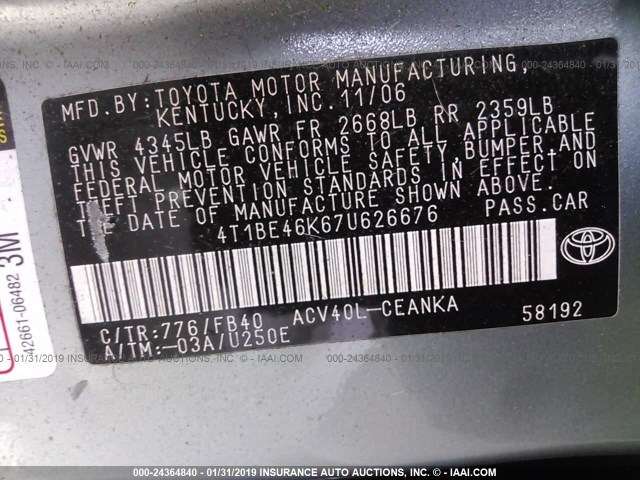 MFD.BY:TOYOTA MOTOR MANUFACTURING,
KENTUCKY,INC.11/06
GVWR 4345LB GAWR FR 2668LB RR 2359LB
THIS VEHICLE CONFORMS TO ALL APPLICABLE
FEDERAL MOTOR VEHICLE SAFETY,BUMPER,AND
THEFT PREVENTION STANDARDS IN EFFECT ON
THE DATE OF MANUFACTURE SHOWN ABOVE.
4T1BE46K67U626676 PASS.CAR
C/TR:776/FB40 ACV40L-CEANKA 58192
A/TM:-03A/U250E
42661-06482 3M
000-24364840 - 01/31/2019 INSURANCE AUTO AUCTIONS, INC. - © IAAI.COM